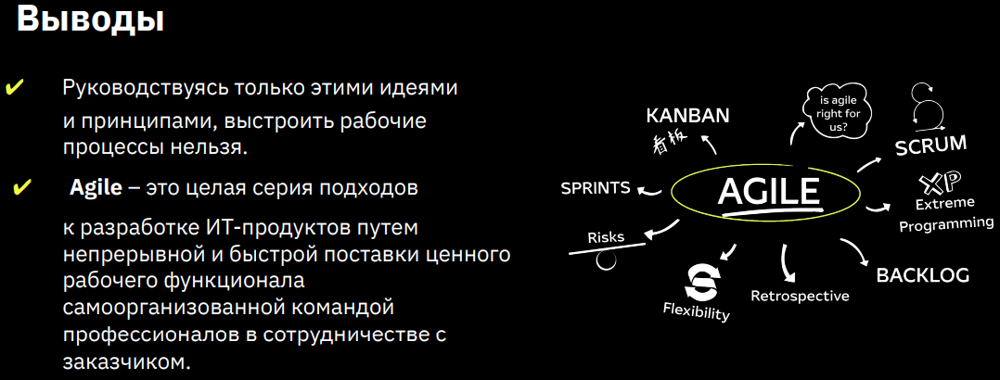 Выводы
✔ Руководствуясь только этими идеями
и принципами, выстроить рабочие
процессы нельзя.
✔ Agile – это целая серия подходов
к разработке ИТ-продуктов путем
непрерывной и быстрой поставки ценного
рабочего функционала
самоорганизованной командой
профессионалов в сотрудничестве с
заказчиком.
is agile
right for
us?
KANBAN
看板
SCRUM
SPRINTS
AGILE
XP
Extreme
Programming
Risks
BACKLOG
Flexibility
Retrospective